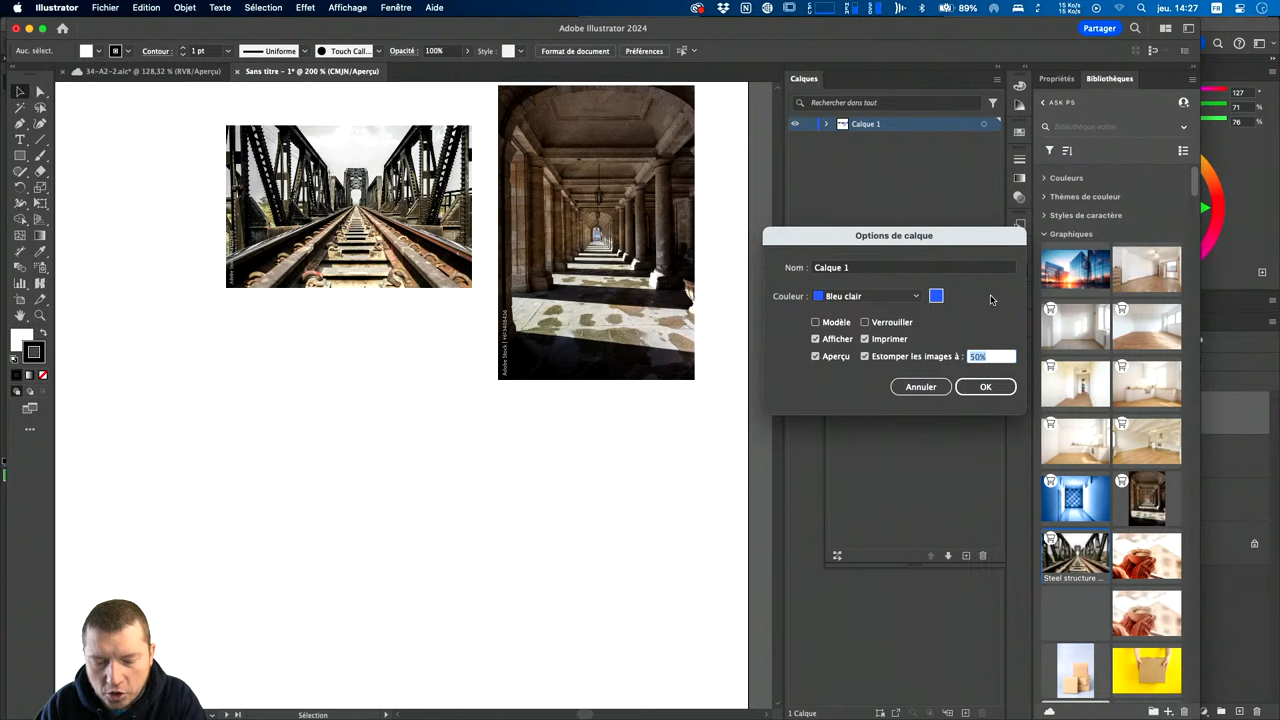 Illustrator Fichier Edition Objet Texte Sélection Effet Affichage Fenêtre Aide 89% FR jeu. à 14:27
Adobe Illustrator 2024
Partager
Auc. sélect. Contour : 1 pt Uniforme Touch Call... Opacité : 100% Style : Format de document Préférences
34-A2-2.aic* @ 128,32 % (RVB/Aperçu)
Sans titre - 1* @ 200 % (CMJN/Aperçu)
Calques
Propriétés Bibliothèques
Rechercher dans tout
ASK PS
Bibliothèque active
Calque 1
127
71 %
76 %
Couleurs
Thèmes de couleur
Styles de caractère
Graphiques
Options de calque
Nom : Calque 1
Couleur : Bleu clair
Modèle Verrouiller
Afficher Imprimer
Aperçu Estomper les images à : 50%
Annuler OK
Steel structure ...
1 Calque
Sélection